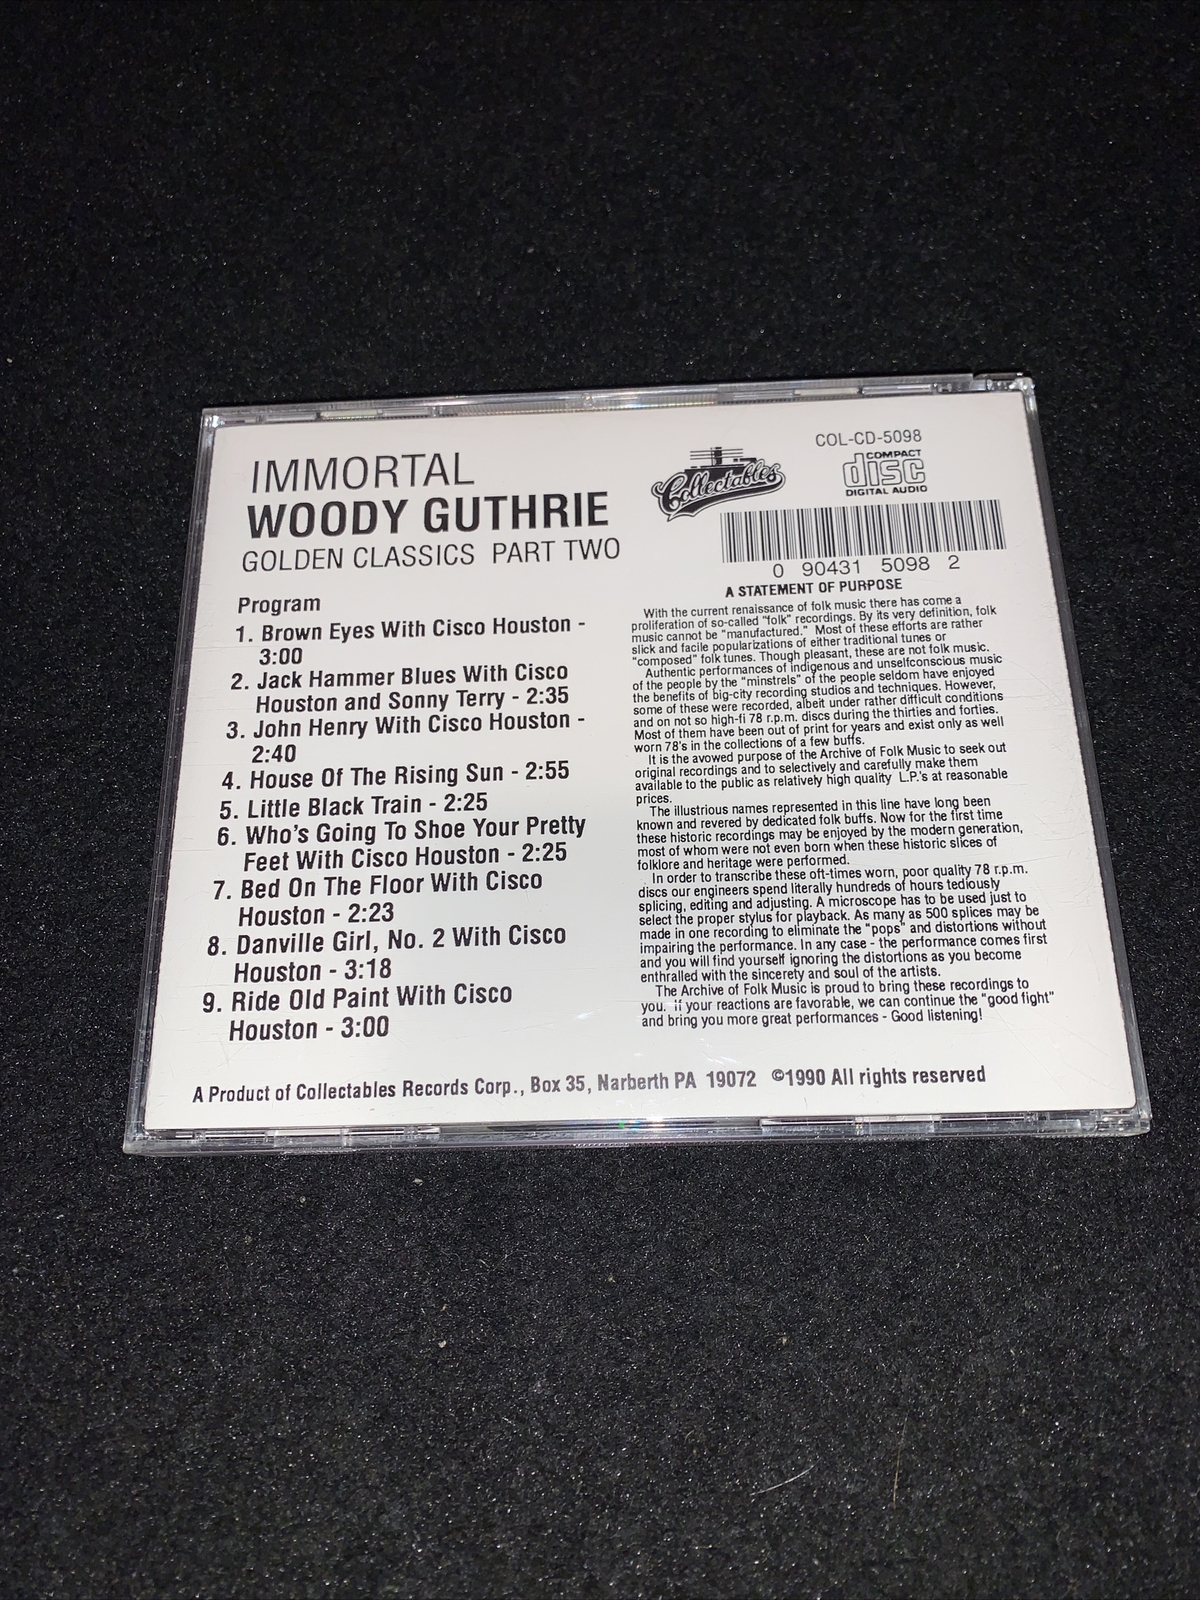 IMMORTAL
WOODY GUTHRIE
GOLDEN CLASSICS PART TWO
Program
1. Brown Eyes With Cisco Houston -
3:00
2. Jack Hammer Blues With Cisco
Houston and Sonny Terry - 2:35
3. John Henry With Cisco Houston -
2:40
4. House Of The Rising Sun - 2:55
5. Little Black Train - 2:25
6. Who's Going To Shoe Your Pretty
Feet With Cisco Houston - 2:25
7. Bed On The Floor With Cisco
Houston - 2:23
8. Danville Girl, No. 2 With Cisco
Houston - 3:18
9. Ride Old Paint With Cisco
Houston - 3:00
Collectables
COL-CD-5098
COMPACT
disc
DIGITAL AUDIO
0 90431 5098 2
A STATEMENT OF PURPOSE
With the current renaissance of folk music there has come a
proliferation of so-called "folk" recordings. By its very definition, folk
music cannot be "manufactured." Most of these efforts are rather
slick and facile popularizations of either traditional tunes or
"composed" folk tunes. Though pleasant, these are not folk music.
Authentic performances of indigenous and unselfconscious music
of the people by the "minstrels" of the people seldom have enjoyed
the benefits of big-city recording studios and techniques. However,
some of these were recorded, albeit under rather difficult conditions
and on not so high-fi 78 r.p.m. discs during the thirties and forties.
Most of them have been out of print for years and exist only as well
worn 78's in the collections of a few buffs.
It is the avowed purpose of the Archive of Folk Music to seek out
original recordings and to selectively and carefully make them
available to the public as relatively high quality L.P.'s at reasonable
prices.
The illustrious names represented in this line have long been
known and revered by dedicated folk buffs. Now for the first time
these historic recordings may be enjoyed by the modern generation,
most of whom were not even born when these historic slices of
folklore and heritage were performed.
In order to transcribe these oft-times worn, poor quality 78 r.p.m.
discs our engineers spend literally hundreds of hours tediously
splicing, editing and adjusting. A microscope has to be used just to
select the proper stylus for playback. As many as 500 splices may be
made in one recording to eliminate the "pops" and distortions without
impairing the performance. In any case - the performance comes first
and you will find yourself ignoring the distortions as you become
enthralled with the sincerety and soul of the artists.
The Archive of Folk Music is proud to bring these recordings to
you. If your reactions are favorable, we can continue the "good fight"
and bring you more great performances - Good listening!
A Product of Collectables Records Corp., Box 35, Narberth PA 19072 ©1990 All rights reserved